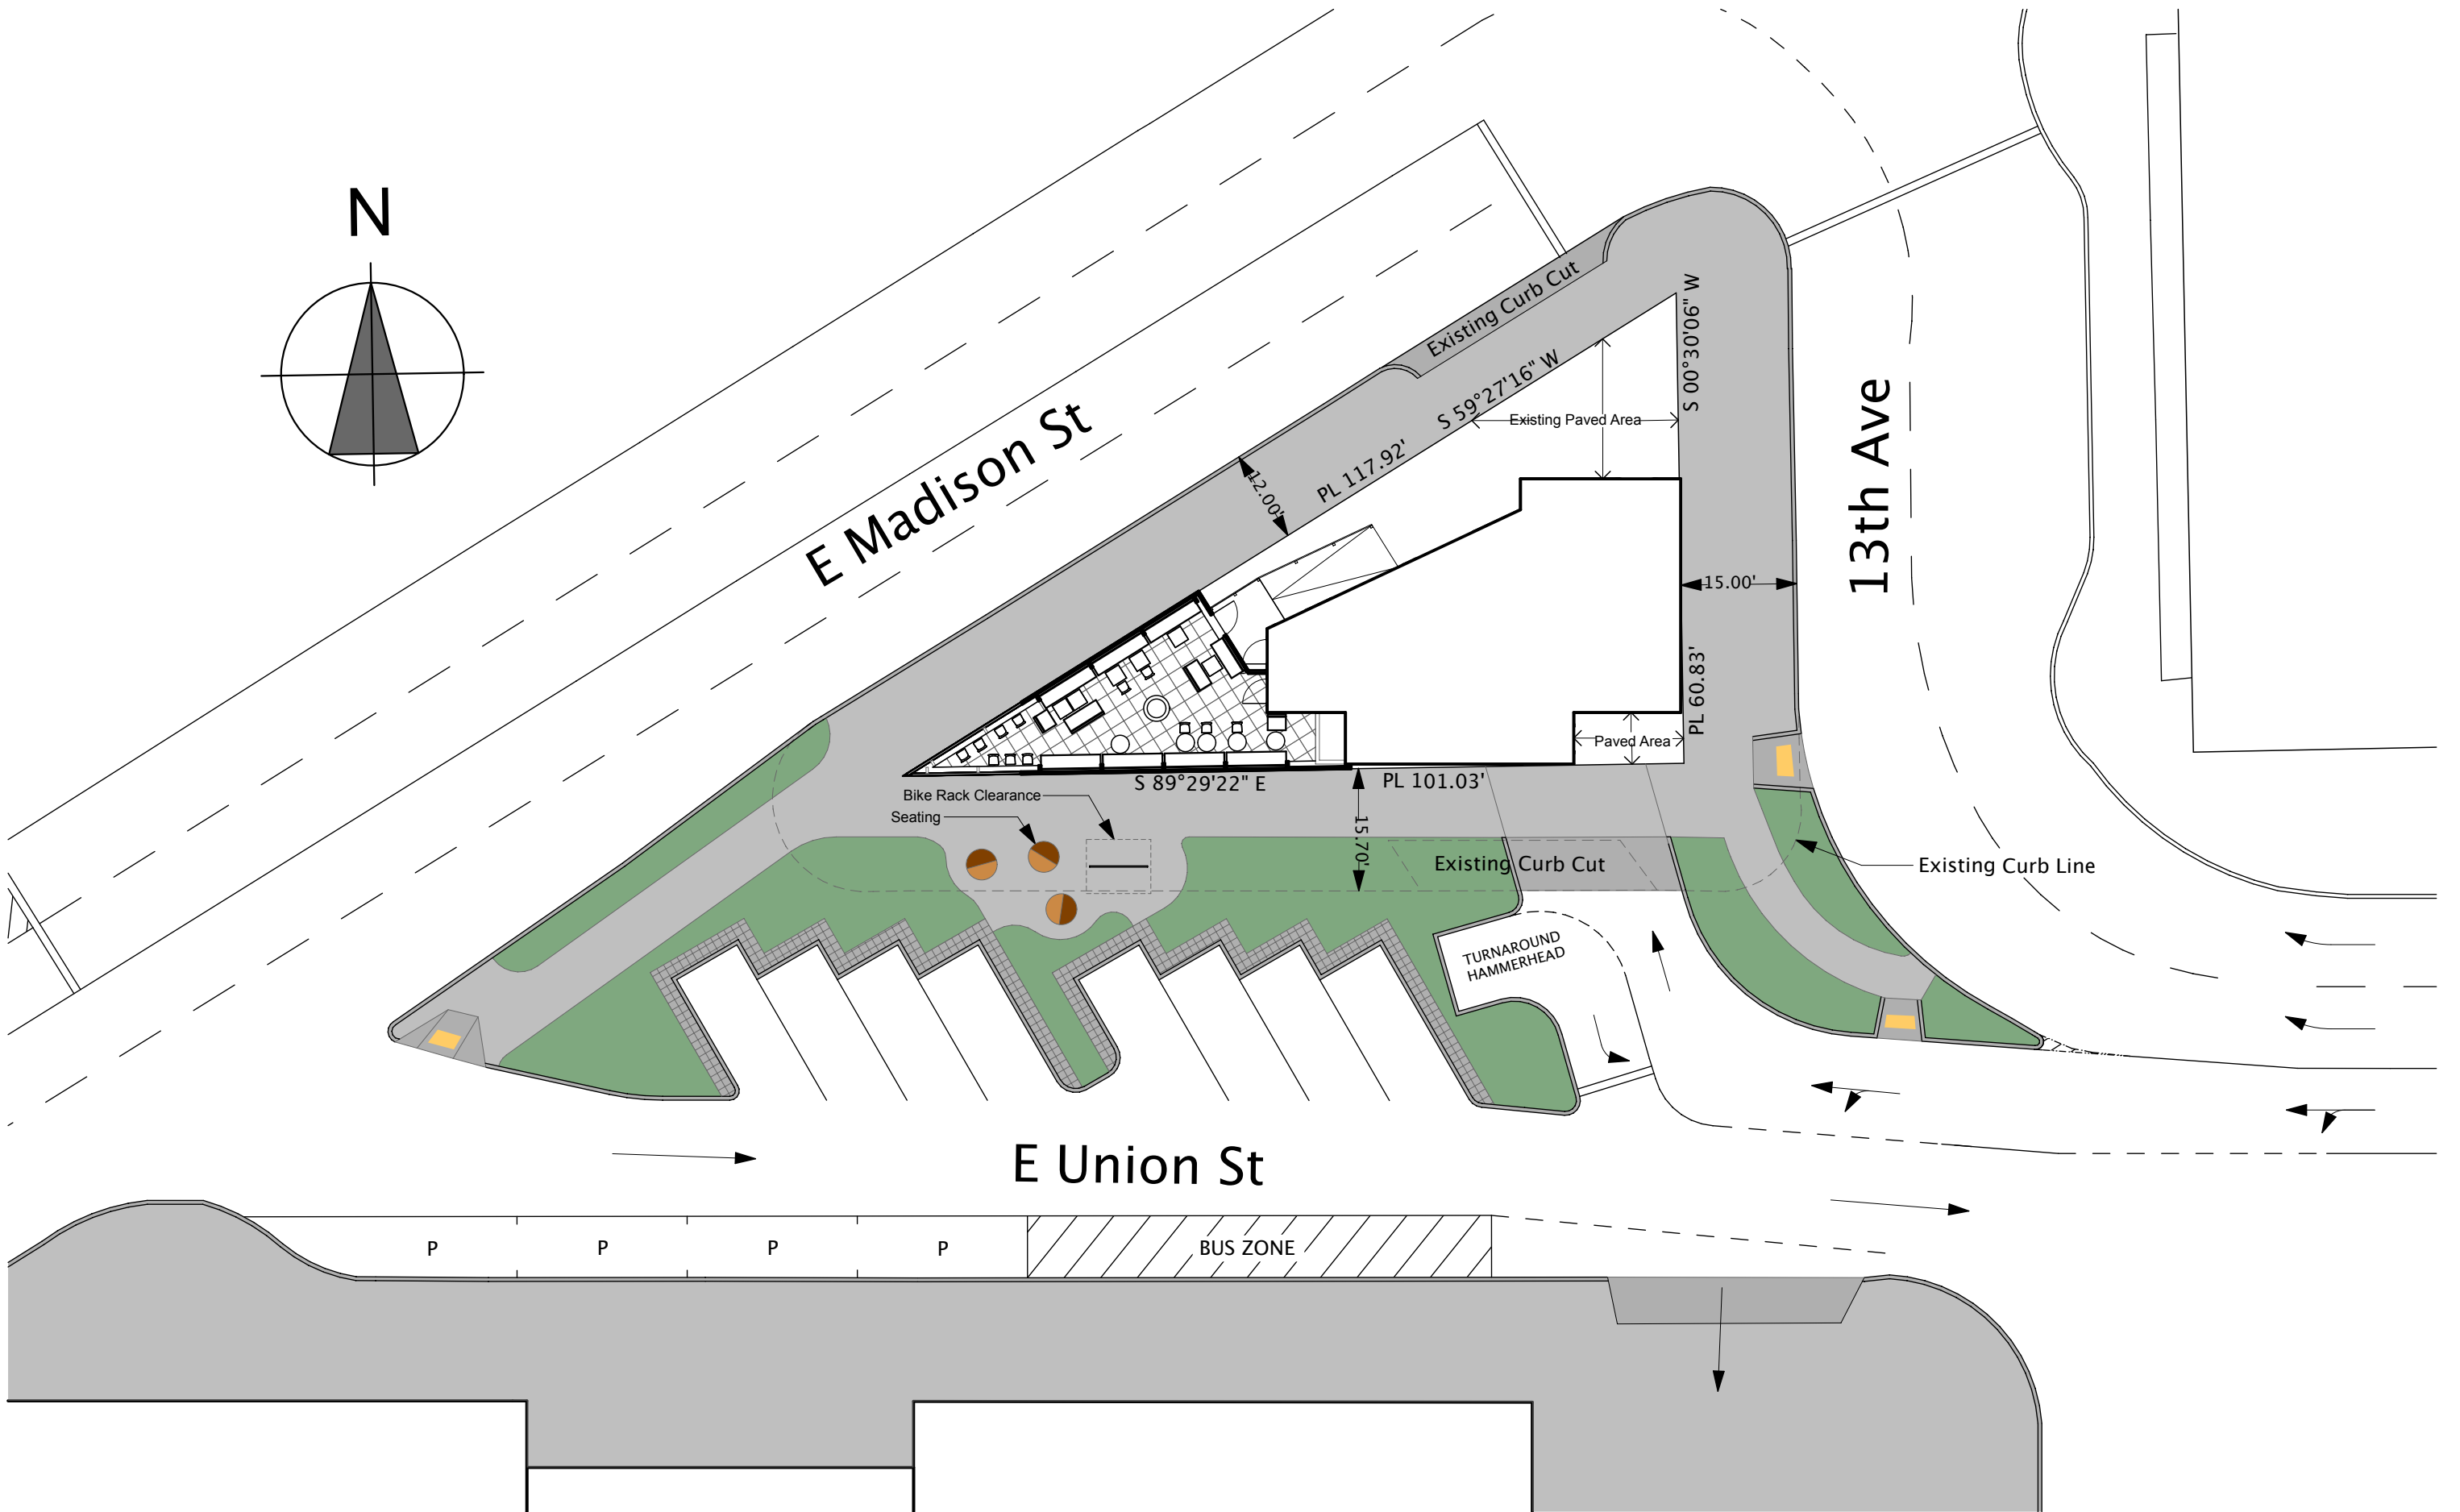 N
E Madison St
Existing Curb Cut
S 59°27'16" W
PL 117.92'
12.00'
S 00°30'06" W
Existing Paved Area
13th Ave
15.00'
PL 60.83'
Paved Area
S 89°29'22" E
PL 101.03'
Bike Rack Clearance
Seating
15.70'
Existing Curb Cut
Existing Curb Line
TURNAROUND
HAMMERHEAD
E Union St
P
P
P
P
BUS ZONE